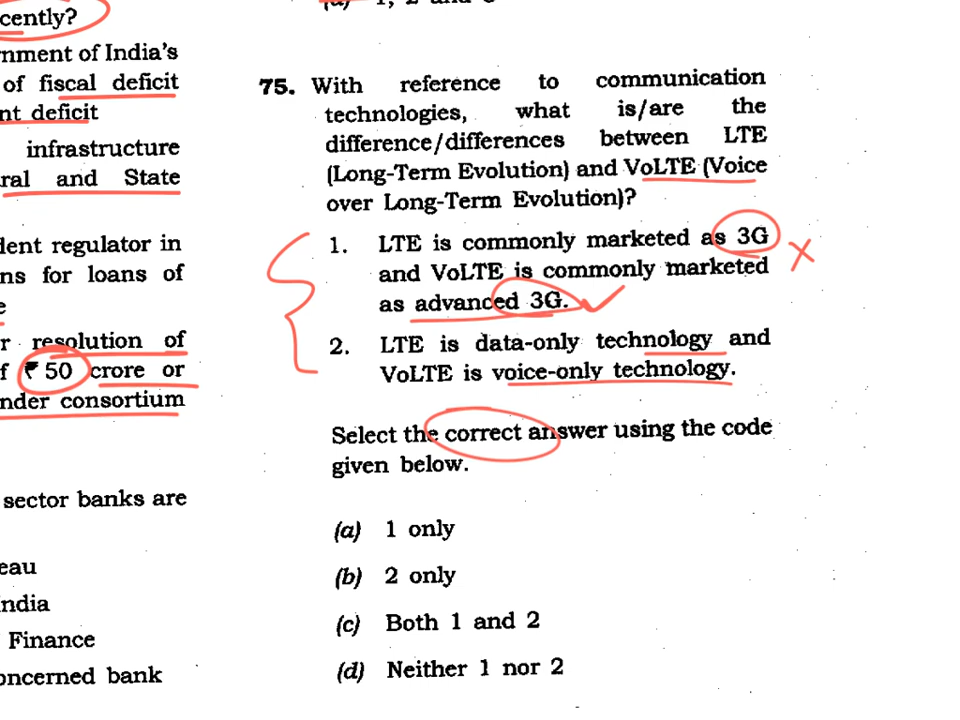 cently?
nment of India's
of fiscal deficit
nt deficit
infrastructure
ral and State
dent regulator in
ns for loans of
e
r resolution of
f ₹ 50 crore or
nder consortium
sector banks are
eau
ndia
Finance
oncerned bank
75. With reference to communication
technologies, what is/are the
difference/differences between LTE
(Long-Term Evolution) and VoLTE (Voice
over Long-Term Evolution)?
1. LTE is commonly marketed as 3G
and VoLTE is commonly marketed
as advanced 3G.
2. LTE is data-only technology and
VoLTE is voice-only technology.
Select the correct answer using the code
given below.
(a) 1 only
(b) 2 only
(c) Both 1 and 2
(d) Neither 1 nor 2